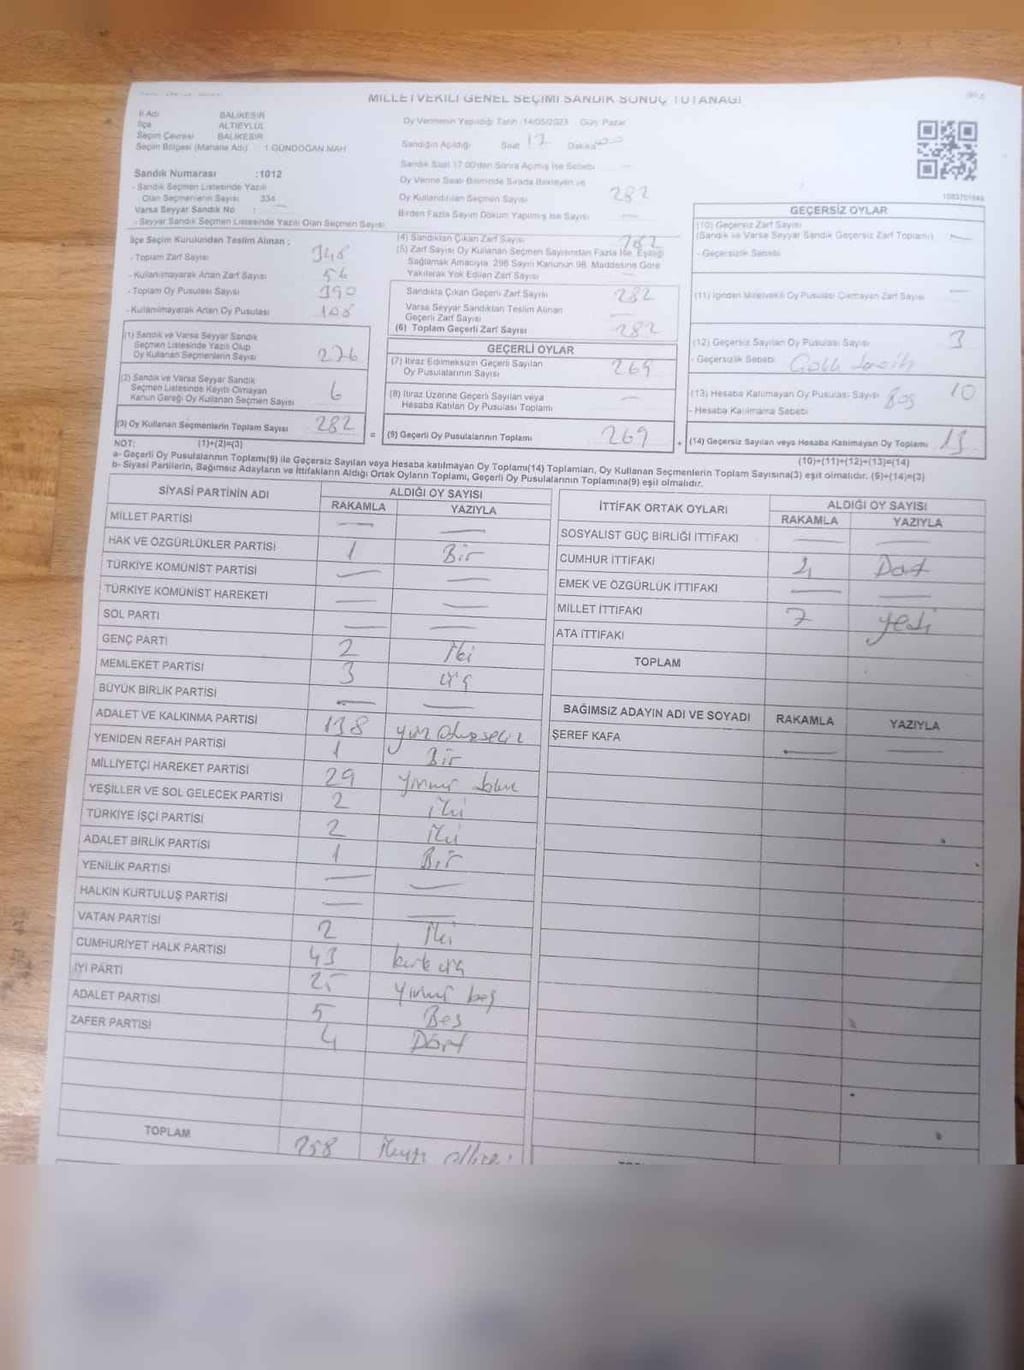 MİLLETVEKİLİ GENEL SEÇİMİ SANDIK SONUÇ TUTANAĞI
İl Adı BALIKESİR
İlçe ALTIEYLÜL
Seçim Çevresi BALIKESİR
Seçim Bölgesi (Mahalle Adı) : 1 GÜNDOĞAN MAH
Oy Vermenin Yapıldığı Tarih :14/05/2023 Gün: Pazar
Sandığın Açıldığı Saat 17 Dakika 00
Sandık Saat 17.00'den Sonra Açılmış İse Sebebi
Sandık Numarası :1012
- Sandık Seçmen Listesinde Yazılı
Olan Seçmenlerin Sayısı 334
Varsa Seyyar Sandık No :
- Seyyar Sandık Seçmen Listesinde Yazılı Olan Seçmen Sayısı
Oy Verme Saati Bitiminde Sırada Bekleyen ve
Oy Kullandırılan Seçmen Sayısı 282
Birden Fazla Sayım Döküm Yapılmış İse Sayısı —
İlçe Seçim Kurulundan Teslim Alınan :
- Toplam Zarf Sayısı
- Kullanılmayarak Artan Zarf Sayısı
- Toplam Oy Pusulası Sayısı 390
- Kullanılmayarak Artan Oy Pusulası 108
(1) Sandık ve Varsa Seyyar Sandık
Seçmen Listesinde Yazılı Olup
Oy Kullanan Seçmenlerin Sayısı 276
(2) Sandık ve Varsa Seyyar Sandık
Seçmen Listesinde Kayıtlı Olmayan
Kanun Gereği Oy Kullanan Seçmen Sayısı 6
(3) Oy Kullanan Seçmenlerin Toplam Sayısı 282
(4) Sandıktan Çıkan Zarf Sayısı 282
(5) Zarf Sayısı Oy Kullanan Seçmen Sayısından Fazla İse, Eşitliği
Sağlamak Amacıyla, 298 Sayılı Kanunun 98. Maddesine Göre
Yakılarak Yok Edilen Zarf Sayısı
Sandıkta Çıkan Geçerli Zarf Sayısı 282
Varsa Seyyar Sandıktan Teslim Alınan
Geçerli Zarf Sayısı —
(6) Toplam Geçerli Zarf Sayısı 282
GEÇERLİ OYLAR
(7) İtiraz Edilmeksizin Geçerli Sayılan
Oy Pusulalarının Sayısı 269
(8) İtiraz Üzerine Geçerli Sayılan veya
Hesaba Katılan Oy Pusulası Toplamı —
= (9) Geçerli Oy Pusulalarının Toplamı 269 +
GEÇERSİZ OYLAR
(10) Geçersiz Zarf Sayısı
(Sandık ve Varsa Seyyar Sandık Geçersiz Zarf Toplamı) —
- Geçersizlik Sebebi
(11) İçinden Milletvekili Oy Pusulası Çıkmayan Zarf Sayısı —
(12) Geçersiz Sayılan Oy Pusulası Sayısı 3
- Geçersizlik Sebebi
(13) Hesaba Katılmayan Oy Pusulası Sayısı Boş 10
- Hesaba Katılmama Sebebi
(14) Geçersiz Sayılan veya Hesaba Katılmayan Oy Toplamı 13
NOT: (1)+(2)=(3)
(10)+(11)+(12)+(13)=(14)
a- Geçerli Oy Pusulalarının Toplamı(9) ile Geçersiz Sayılan veya Hesaba katılmayan Oy Toplamı(14) Toplamları, Oy Kullanan Seçmenlerin Toplam Sayısına(3) eşit olmalıdır. (9)+(14)=(3)
b- Siyasi Partilerin, Bağımsız Adayların ve İttifakların Aldığı Ortak Oyların Toplamı, Geçerli Oy Pusulalarının Toplamına(9) eşit olmalıdır.
SİYASİ PARTİNİN ADI ALDIĞI OY SAYISI
RAKAMLA YAZIYLA
MİLLET PARTİSİ — —
HAK VE ÖZGÜRLÜKLER PARTİSİ 1 Bir
TÜRKİYE KOMÜNİST PARTİSİ — —
TÜRKİYE KOMÜNİST HAREKETİ — —
SOL PARTİ — —
GENÇ PARTİ 2 İki
MEMLEKET PARTİSİ 3 Üç
BÜYÜK BİRLİK PARTİSİ — —
ADALET VE KALKINMA PARTİSİ 138
YENİDEN REFAH PARTİSİ 1 Bir
MİLLİYETÇİ HAREKET PARTİSİ 29 yirmi
YEŞİLLER VE SOL GELECEK PARTİSİ 2 iki
TÜRKİYE İŞÇİ PARTİSİ 2 iki
ADALET BİRLİK PARTİSİ 1 Bir
YENİLİK PARTİSİ — —
HALKIN KURTULUŞ PARTİSİ — —
VATAN PARTİSİ 2 İki
CUMHURİYET HALK PARTİSİ 43 kırk üç
İYİ PARTİ 25 yirmi beş
ADALET PARTİSİ 5 Beş
ZAFER PARTİSİ 4 Dört
TOPLAM 258
İTTİFAK ORTAK OYLARI ALDIĞI OY SAYISI
RAKAMLA YAZIYLA
SOSYALİST GÜÇ BİRLİĞİ İTTİFAKI — —
CUMHUR İTTİFAKI 4 Dört
EMEK VE ÖZGÜRLÜK İTTİFAKI — —
MİLLET İTTİFAKI 7 yedi
ATA İTTİFAKI
TOPLAM
BAĞIMSIZ ADAYIN ADI VE SOYADI RAKAMLA YAZIYLA
ŞEREF KAFA — —